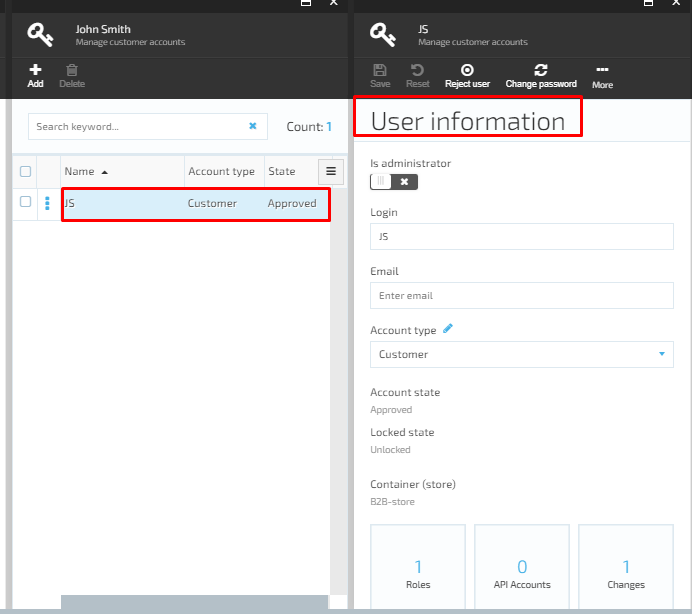 John Smith
Manage customer accounts
Add
Delete
Search keyword...
Count: 1
Name
Account type
State
JS
Customer
Approved
JS
Manage customer accounts
Save
Reset
Reject user
Change password
More
User information
Is administrator
Login
JS
Email
Enter email
Account type
Customer
Account state
Approved
Locked state
Unlocked
Container (store)
B2B-store
1
Roles
0
API Accounts
1
Changes